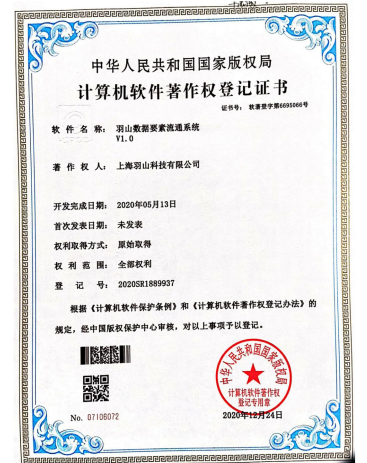 中华人民共和国国家版权局
计算机软件著作权登记证书
证书号： 软著登字第6695066号
软件名称： 羽山数据要素流通系统
V1.0
著作权人： 上海羽山科技有限公司
开发完成日期： 2020年05月13日
首次发表日期： 未发表
权利取得方式： 原始取得
权利范围： 全部权利
登记号： 2020SR1889937
根据《计算机软件保护条例》和《计算机软件著作权登记办法》的
规定，经中国版权保护中心审核，对以上事项予以登记。
中华人民共和国国家版权局
计算机软件著作权
登记专用章
No. 07106072
2020年12月24日